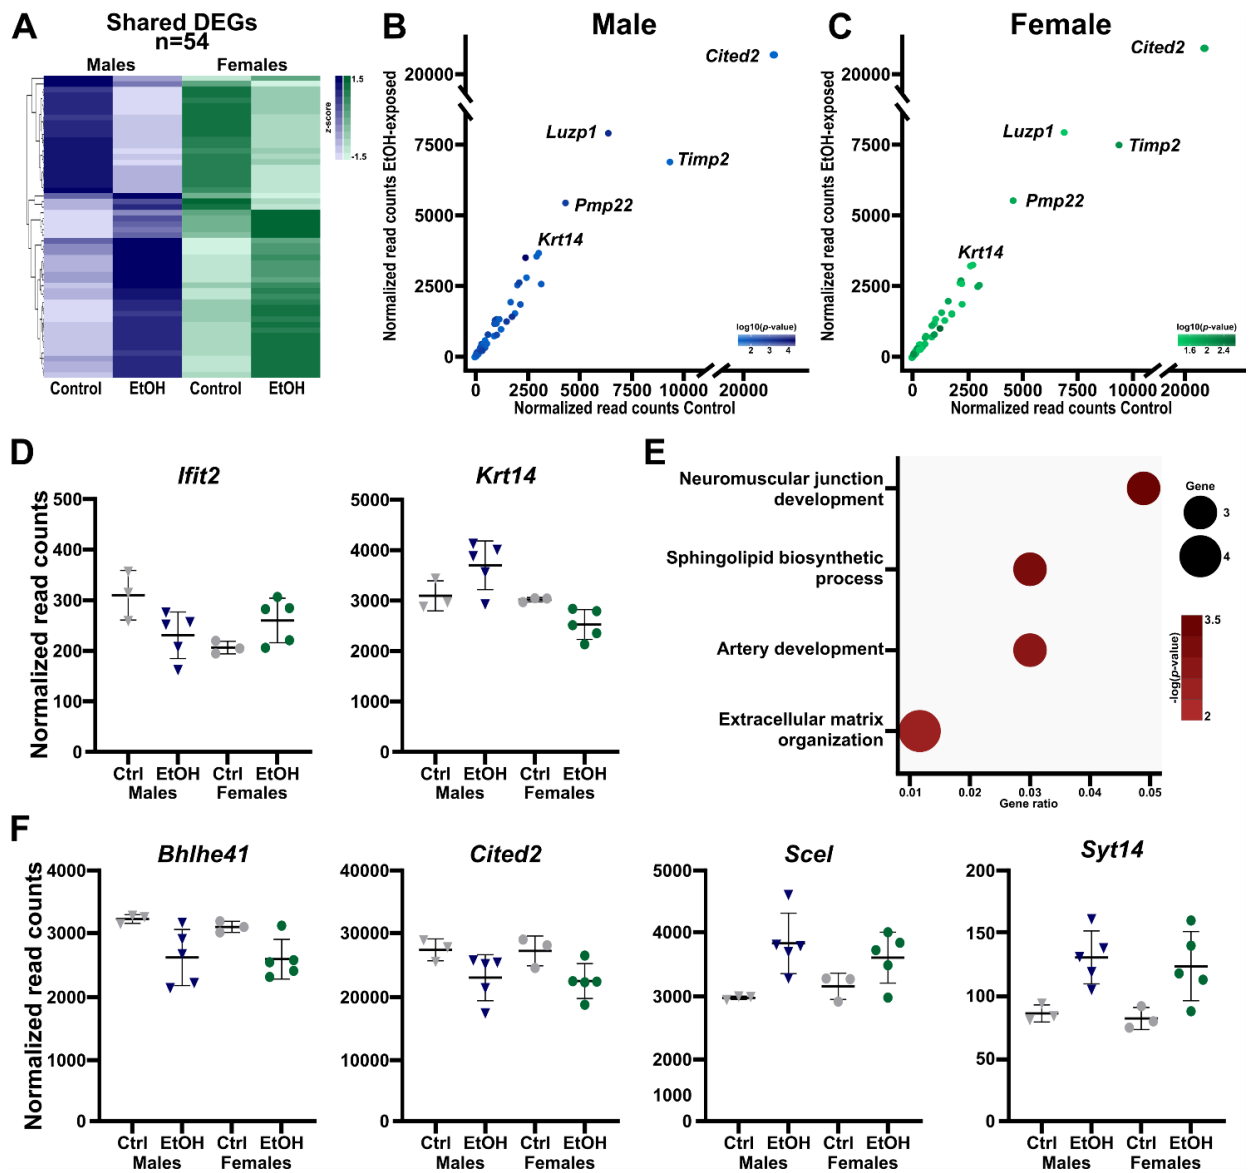 A
Shared DEGs
n=54
Males
Females
1.5
z-score
-1.5
Control
EtOH
Control
EtOH
B
Male
Normalized read counts EtOH-exposed
20000
7500
5000
2500
0
Cited2
Luzp1
Timp2
Pmp22
Krt14
log10(p-value)
2
3
4
0
2500
5000
7500
10000
20000
Normalized read counts Control
C
Female
Normalized read counts EtOH-exposed
20000
7500
5000
2500
0
Cited2
Luzp1
Timp2
Pmp22
Krt14
log10(p-value)
1.6
2
2.4
0
2500
5000
7500
10000
20000
Normalized read counts Control
D
Ifit2
Normalized read counts
500
400
300
200
100
0
Ctrl
EtOH
Ctrl
EtOH
Males
Females
Krt14
5000
4000
3000
2000
1000
0
Ctrl
EtOH
Ctrl
EtOH
Males
Females
E
Neuromuscular junction
development
Sphingolipid biosynthetic
process
Artery development
Extracellular matrix
organization
0.01
0.02
0.03
0.04
0.05
Gene ratio
Gene
3
4
3.5
-log(p-value)
2
F
Bhlhe41
Normalized read counts
4000
3000
2000
1000
0
Ctrl
EtOH
Ctrl
EtOH
Males
Females
Cited2
40000
30000
20000
10000
0
Ctrl
EtOH
Ctrl
EtOH
Males
Females
Scel
5000
4000
3000
2000
1000
0
Ctrl
EtOH
Ctrl
EtOH
Males
Females
Syt14
200
150
100
50
0
Ctrl
EtOH
Ctrl
EtOH
Males
Females